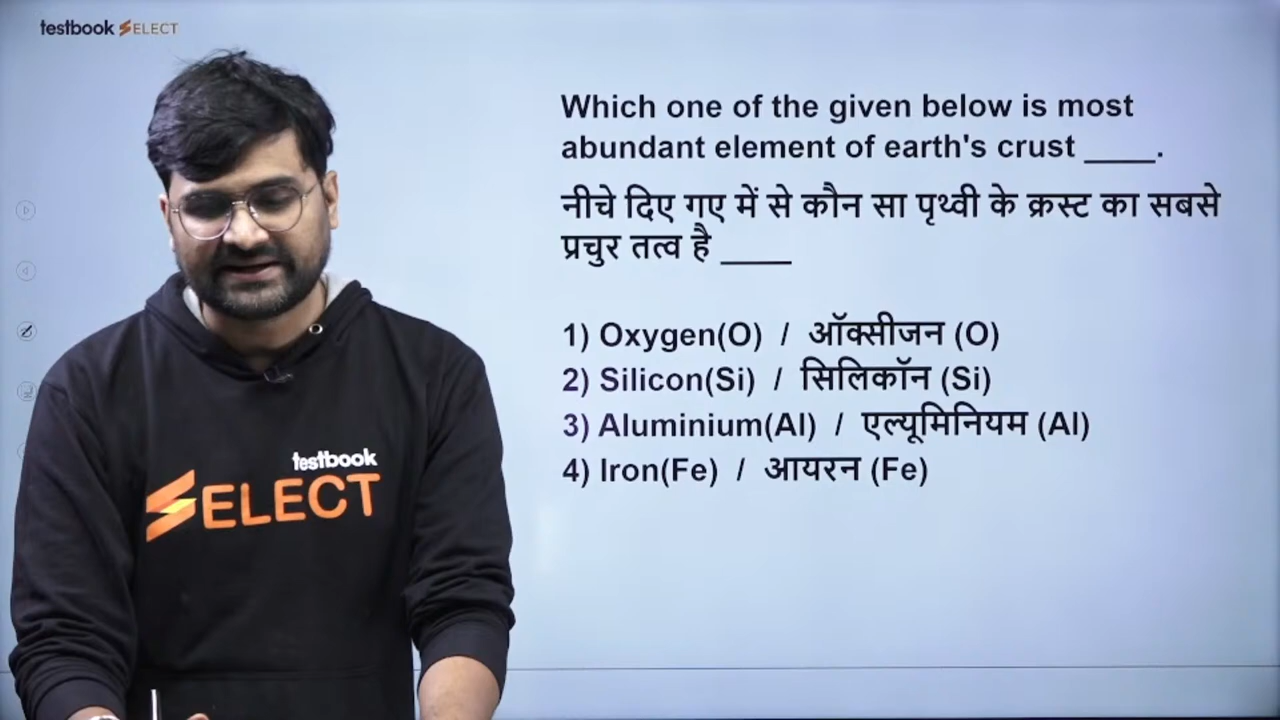 testbook SELECT
Which one of the given below is most
abundant element of earth's crust ____.
नीचे दिए गए में से कौन सा पृथ्वी के क्रस्ट का सबसे
प्रचुर तत्व है ____
1) Oxygen(O) / ऑक्सीजन (O)
2) Silicon(Si) / सिलिकॉन (Si)
3) Aluminium(Al) / एल्यूमिनियम (Al)
4) Iron(Fe) / आयरन (Fe)
testbook
SELECT